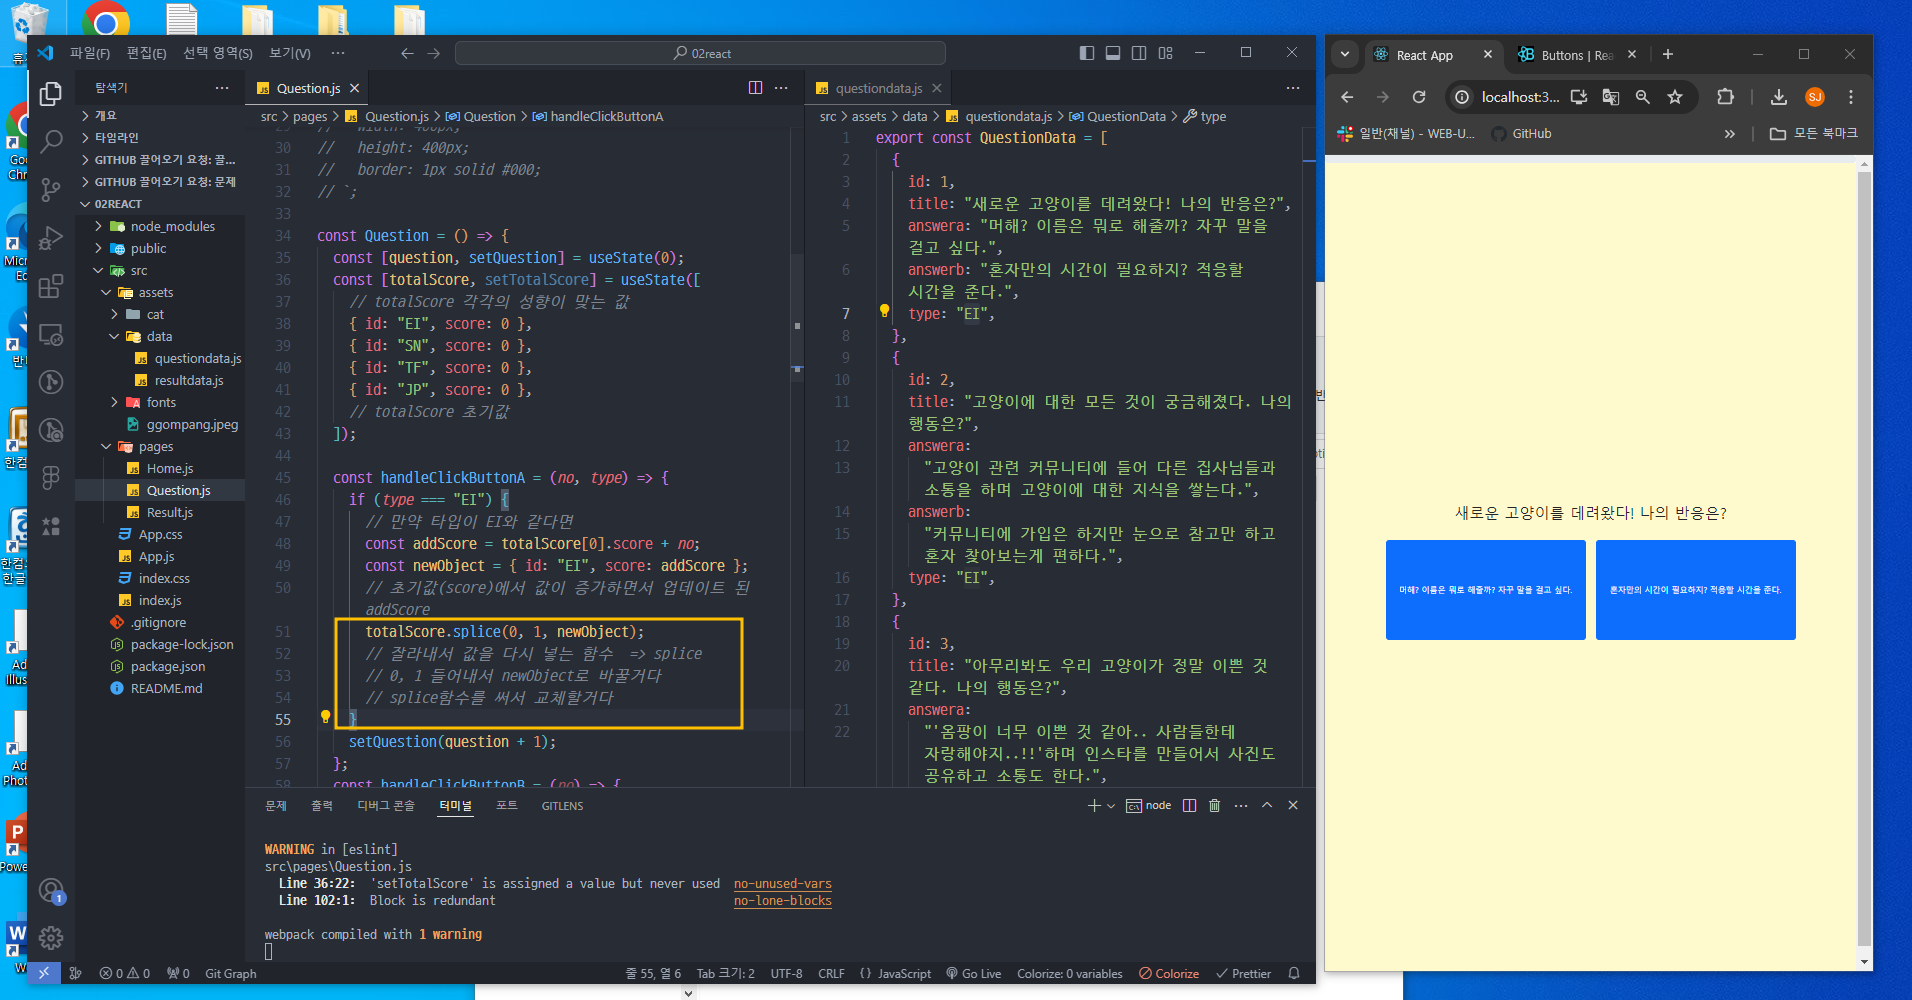 파일(F) 편집(E) 선택 영역(S) 보기(V) ···
02react
탐색기
개요
타임라인
GITHUB 끌어오기 요청: 끌...
GITHUB 끌어오기 요청: 문제
02REACT
node_modules
public
src
assets
cat
data
questiondata.js
resultdata.js
fonts
ggompang.jpeg
pages
Home.js
Question.js
Result.js
App.css
App.js
index.css
index.js
.gitignore
package-lock.json
package.json
README.md
Question.js
src > pages > Question.js > Question > handleClickButtonA
29 // width: 400px;
30 // height: 400px;
31 // border: 1px solid #000;
32 // `;
33
34 const Question = () => {
35 const [question, setQuestion] = useState(0);
36 const [totalScore, setTotalScore] = useState([
37 // totalScore 각각의 성향이 맞는 값
38 { id: "EI", score: 0 },
39 { id: "SN", score: 0 },
40 { id: "TF", score: 0 },
41 { id: "JP", score: 0 },
42 // totalScore 초기값
43 ]);
44
45 const handleClickButtonA = (no, type) => {
46 if (type === "EI") {
47 // 만약 타입이 EI와 같다면
48 const addScore = totalScore[0].score + no;
49 const newObject = { id: "EI", score: addScore };
50 // 초기값(score)에서 값이 증가하면서 업데이트 된
addScore
51 totalScore.splice(0, 1, newObject);
52 // 잘라내서 값을 다시 넣는 함수 => splice
53 // 0, 1 들어내서 newObject로 바꿀거다
54 // splice함수를 써서 교체할거다
55 }
56 setQuestion(question + 1);
57 };
58 const handleClickButtonB = (no) => {
questiondata.js
src > assets > data > questiondata.js > QuestionData > type
1 export const QuestionData = [
2 {
3 id: 1,
4 title: "새로운 고양이를 데려왔다! 나의 반응은?",
5 answera: "머해? 이름은 뭐로 해줄까? 자꾸 말을
걸고 싶다.",
6 answerb: "혼자만의 시간이 필요하지? 적응할
시간을 준다.",
7 type: "EI",
8 },
9 {
10 id: 2,
11 title: "고양이에 대한 모든 것이 궁금해졌다. 나의
행동은?",
12 answera:
13 "고양이 관련 커뮤니티에 들어 다른 집사님들과
소통을 하며 고양이에 대한 지식을 쌓는다.",
14 answerb:
15 "커뮤니티에 가입은 하지만 눈으로 참고만 하고
혼자 찾아보는게 편하다.",
16 type: "EI",
17 },
18 {
19 id: 3,
20 title: "아무리봐도 우리 고양이가 정말 이쁜 것
같다. 나의 행동은?",
21 answera:
22 "'옴팡이 너무 이쁜 것 같아.. 사람들한테
자랑해야지..!!'하며 인스타를 만들어서 사진도
공유하고 소통도 한다.",
문제 출력 디버그 콘솔 터미널 포트 GITLENS
node
WARNING in [eslint]
src\pages\Question.js
Line 36:22: 'setTotalScore' is assigned a value but never used no-unused-vars
Line 102:1: Block is redundant no-lone-blocks
webpack compiled with 1 warning
0 0 0 Git Graph
줄 55, 열 6 Tab 크기: 2 UTF-8 CRLF {} JavaScript Go Live Colorize: 0 variables Colorize Prettier
React App
Buttons | Rea
localhost:3...
SJ
일반(채널) - WEB-U... GitHub » 모든 북마크
새로운 고양이를 데려왔다! 나의 반응은?
머해? 이름은 뭐로 해줄까? 자꾸 말을 걸고 싶다.
혼자만의 시간이 필요하지? 적응할 시간을 준다.